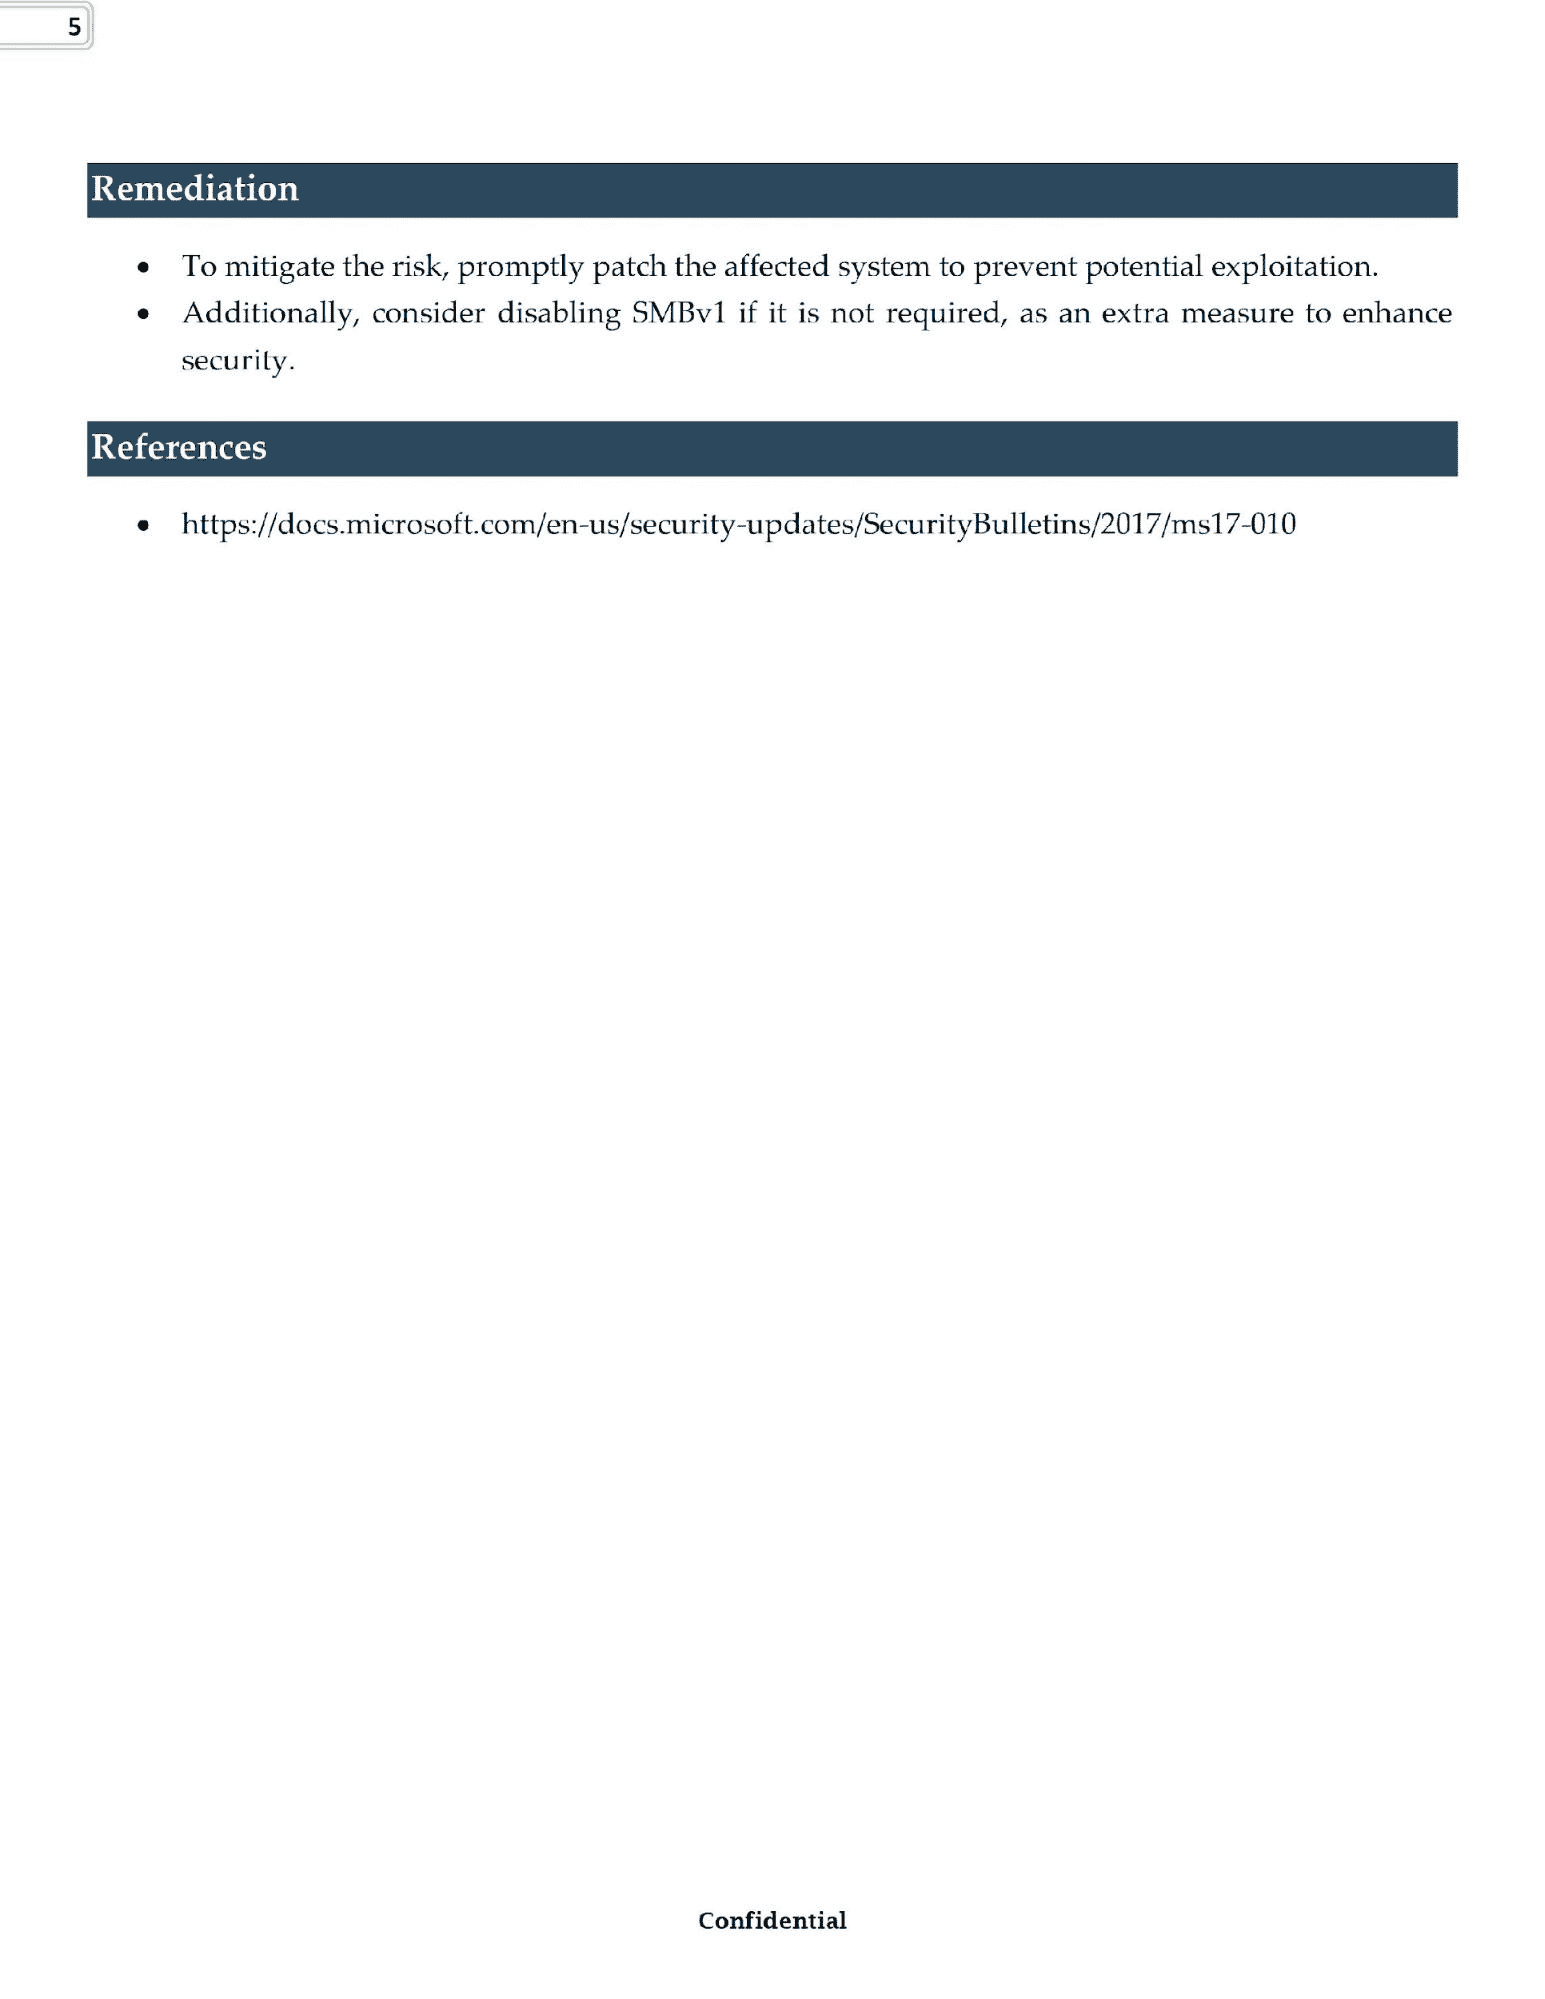 5
Remediation
• To mitigate the risk, promptly patch the affected system to prevent potential exploitation.
• Additionally, consider disabling SMBv1 if it is not required, as an extra measure to enhance
security.
References
• https://docs.microsoft.com/en-us/security-updates/SecurityBulletins/2017/ms17-010
Confidential